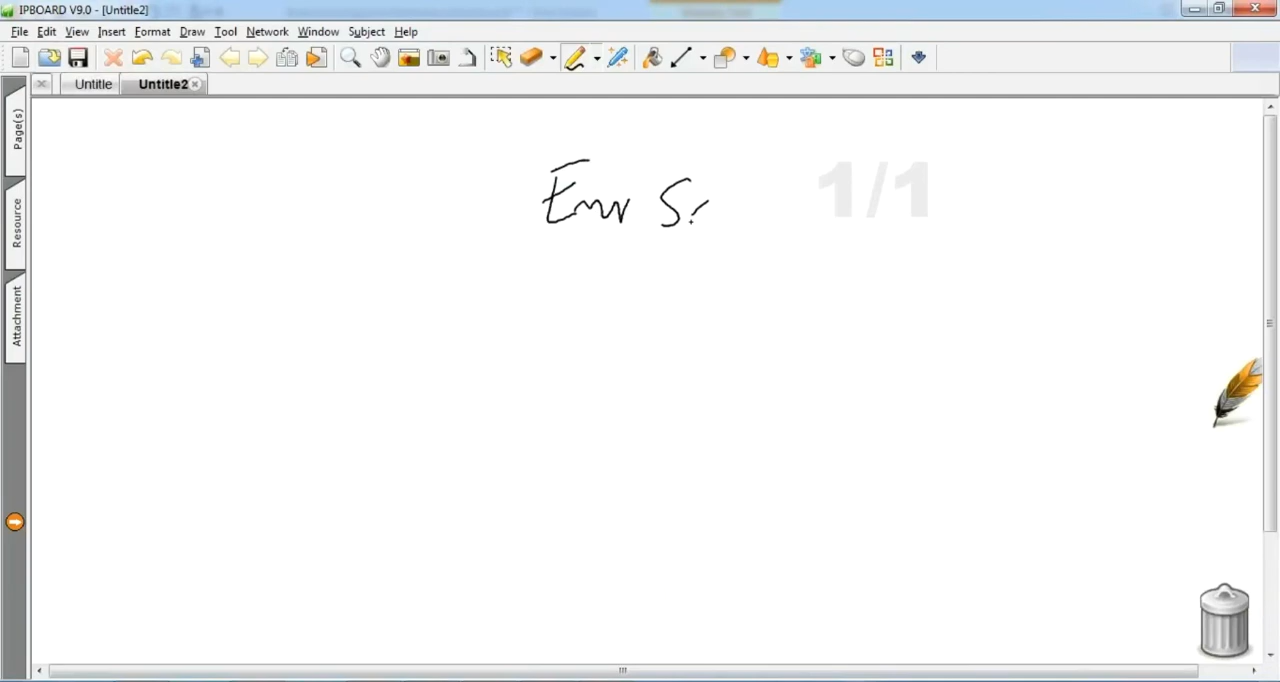 IPBOARD V9.0 - [Untitle2]
File Edit View Insert Format Draw Tool Network Window Subject Help
Untitle Untitle2
Page(s)
Resource
Attachment
1/1